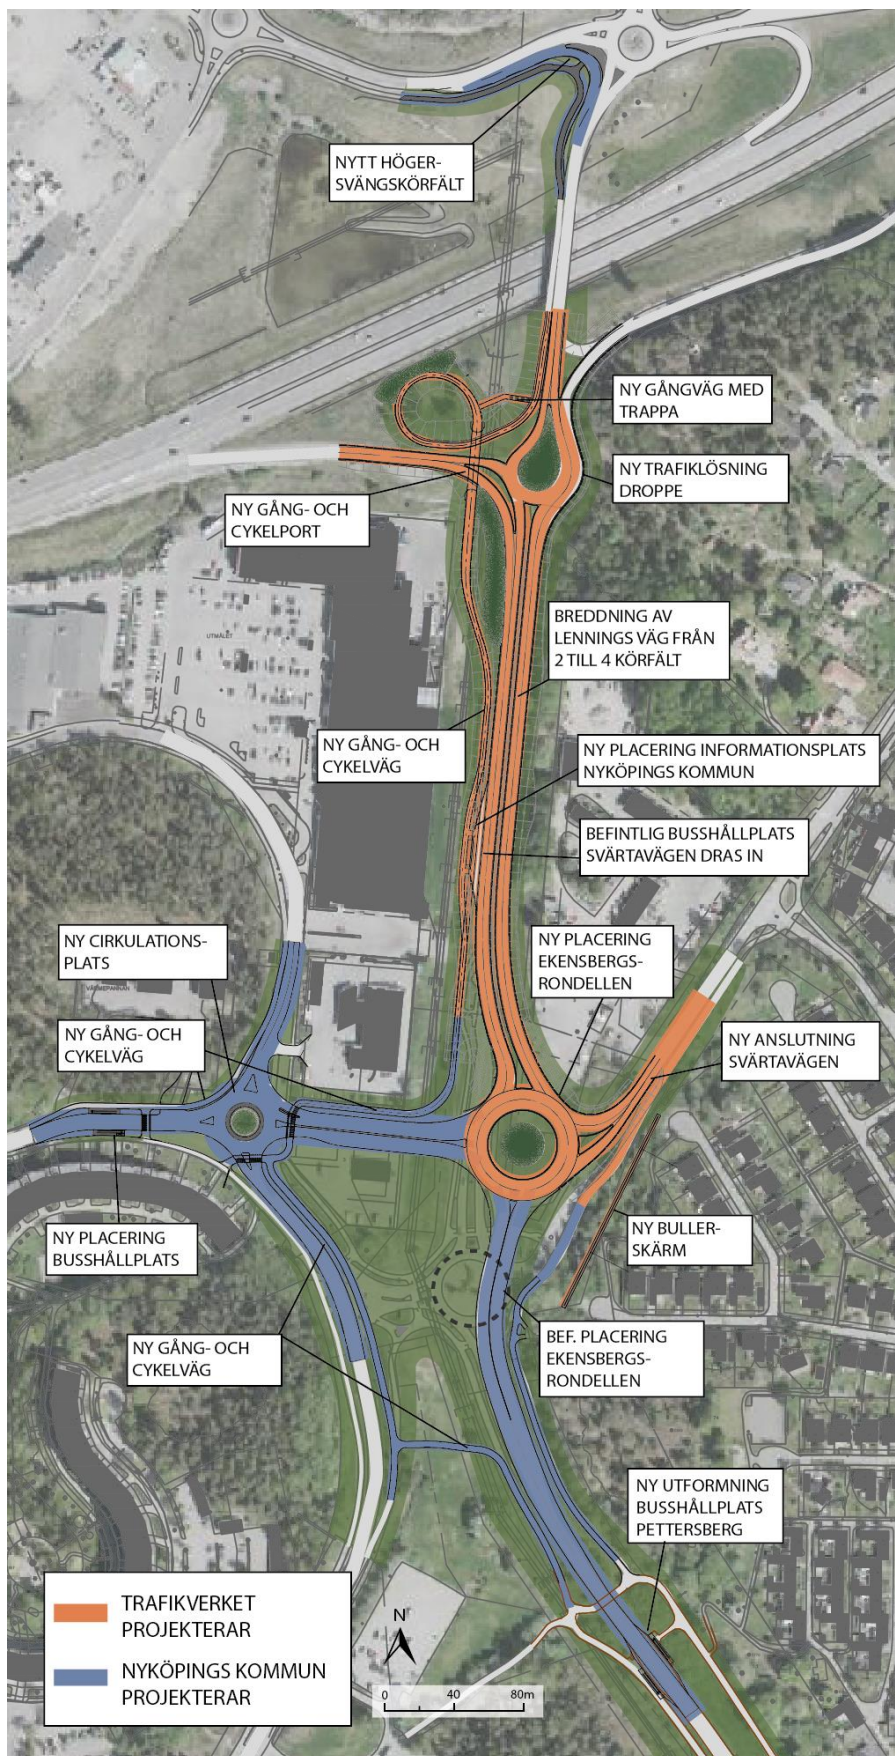 NYTT HÖGER-
SVÄNGSKÖRFÄLT
NY GÅNGVÄG MED
TRAPPA
NY TRAFIKLÖSNING
DROPPE
NY GÅNG- OCH
CYKELPORT
BREDDNING AV
LENNINGS VÄG FRÅN
2 TILL 4 KÖRFÄLT
UTMÅLET
NY GÅNG- OCH
CYKELVÄG
NY PLACERING INFORMATIONSPLATS
NYKÖPINGS KOMMUN
BEFINTLIG BUSSHÅLLPLATS
SVÄRTAVÄGEN DRAS IN
NY CIRKULATIONS-
PLATS
NY PLACERING
EKENSBERGS-
RONDELLEN
VÄRMEPANNAN
NY GÅNG- OCH
CYKELVÄG
NY ANSLUTNING
SVÄRTAVÄGEN
NY PLACERING
BUSSHÅLLPLATS
NY BULLER-
SKÄRM
NY GÅNG- OCH
CYKELVÄG
BEF. PLACERING
EKENSBERGS-
RONDELLEN
NY UTFORMNING
BUSSHÅLLPLATS
PETTERSBERG
TRAFIKVERKET
PROJEKTERAR
NYKÖPINGS KOMMUN
PROJEKTERAR
N
0 40 80m